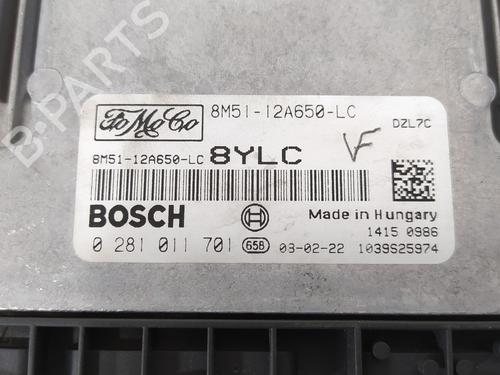 FoMoCo 8M51-12A650-LC DZL7C
8M51-12A650-LC 8YLC VF
BOSCH Made in Hungary
1415 0986
0 281 011 701 658 08-02-22 1039S25974
B-PARTS